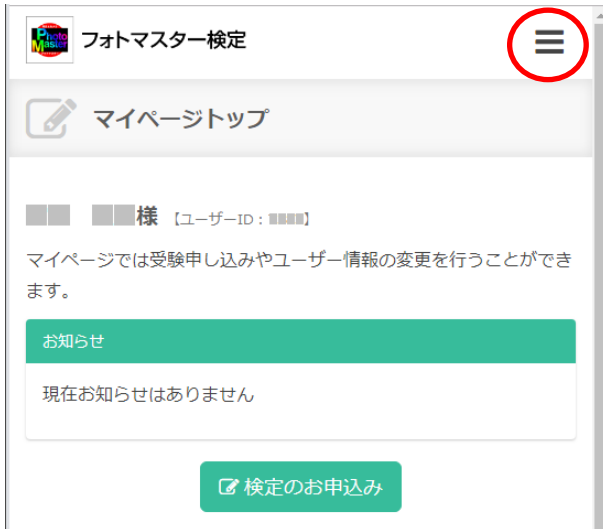 Photo
Master
フォトマスター検定
マイページトップ
様 【ユーザーID：】
マイページでは受験申し込みやユーザー情報の変更を行うことができ
ます。
お知らせ
現在お知らせはありません
検定のお申込み